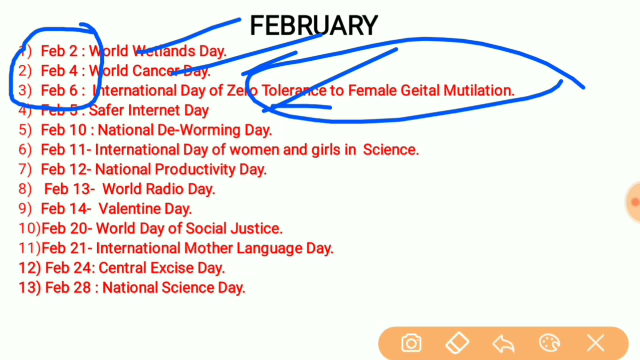 FEBRUARY
1) Feb 2 : World Wetlands Day.
2) Feb 4 : World Cancer Day.
3) Feb 6 : International Day of Zero Tolerance to Female Geital Mutilation.
4) Feb 5 : Safer Internet Day
5) Feb 10 : National De-Worming Day.
6) Feb 11- International Day of women and girls in Science.
7) Feb 12- National Productivity Day.
8) Feb 13- World Radio Day.
9) Feb 14- Valentine Day.
10)Feb 20- World Day of Social Justice.
11)Feb 21- International Mother Language Day.
12) Feb 24: Central Excise Day.
13) Feb 28 : National Science Day.